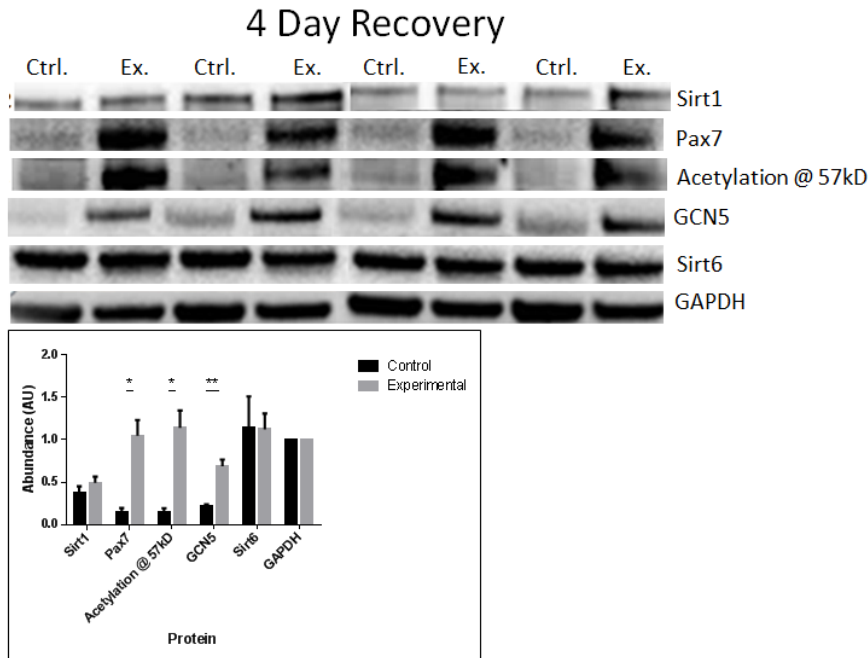 4 Day Recovery
Ctrl. Ex. Ctrl. Ex. Ctrl. Ex. Ctrl. Ex.
Sirt1
Pax7
Acetylation @ 57kD
GCN5
Sirt6
GAPDH
2.0
1.5
1.0
0.5
0.0
Abundance (AU)
* * **
Control
Experimental
Sirt1 Pax7 Acetylation @ 57kD GCN5 Sirt6 GAPDH
Protein